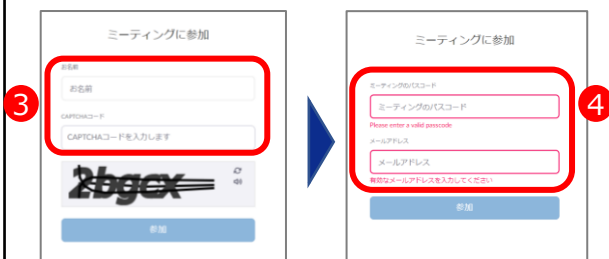 ミーティングに参加
お名前
お名前
CAPTCHAコード
CAPTCHAコードを入力します
2bgcx
参加
3
ミーティングに参加
ミーティングのパスコード
ミーティングのパスコード
Please enter a valid passcode
メールアドレス
メールアドレス
有効なメールアドレスを入力してください
参加
4